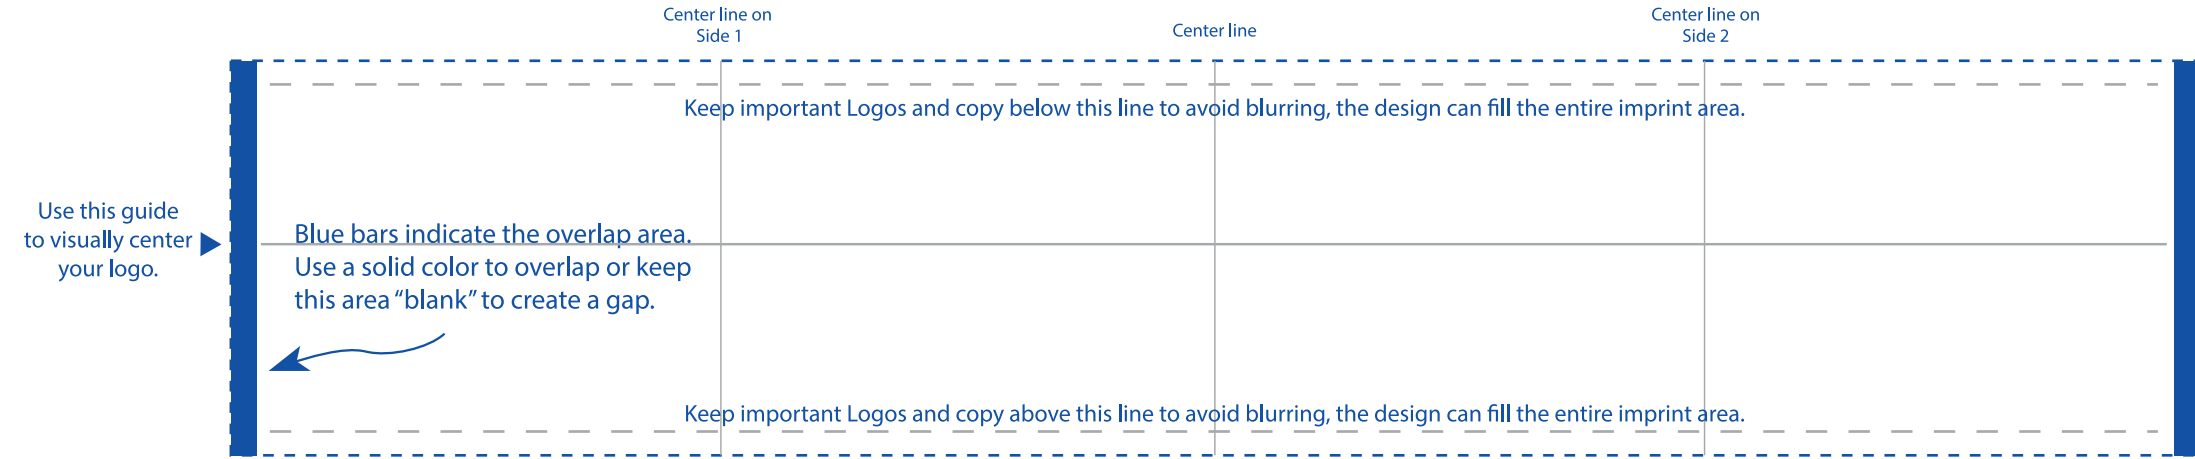 Center line on
Side 1
Center line
Center line on
Side 2
Keep important Logos and copy below this line to avoid blurring, the design can fill the entire imprint area.
Use this guide
to visually center
your logo.
Blue bars indicate the overlap area.
Use a solid color to overlap or keep
this area “blank” to create a gap.
Keep important Logos and copy above this line to avoid blurring, the design can fill the entire imprint area.